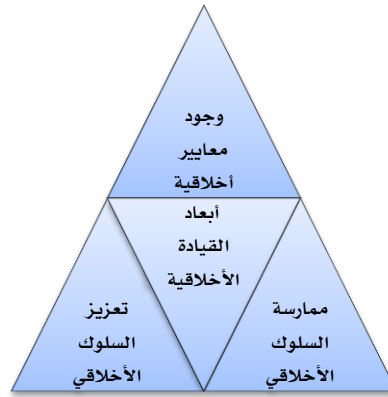 وجود
معايير
أخلاقية
أبعاد
القيادة
الأخلاقية
ممارسة
السلوك
الأخلاقي
تعزيز
السلوك
الأخلاقي